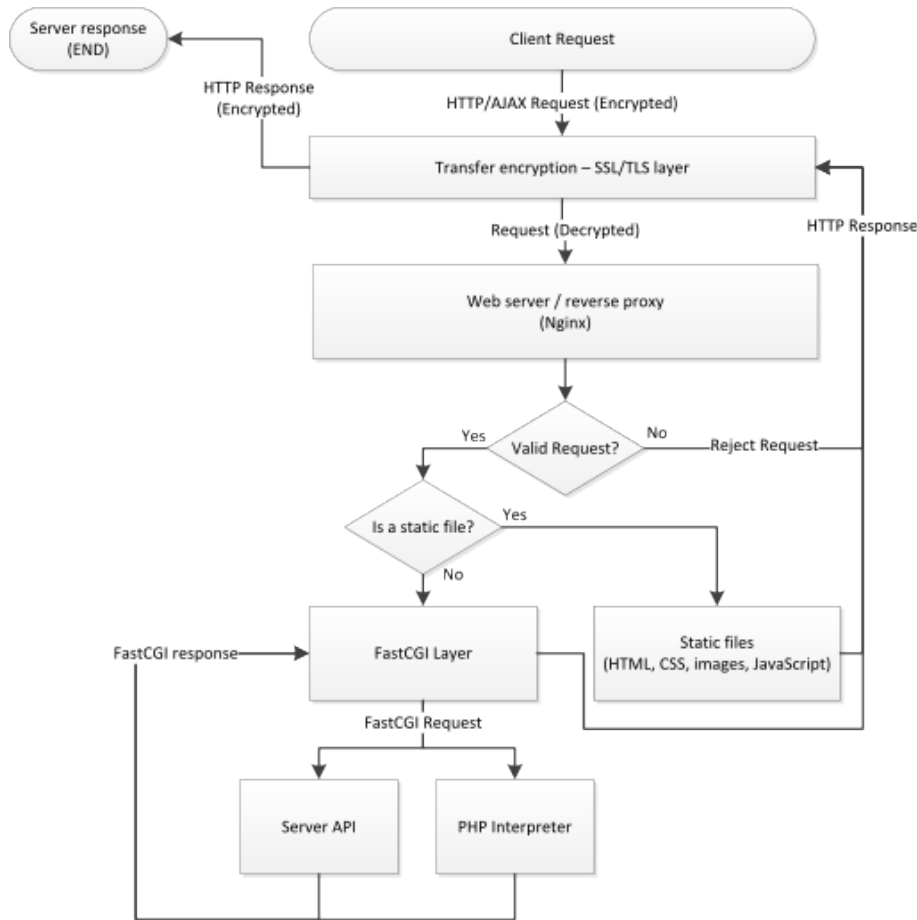 Server response
(END)
Client Request
HTTP Response
(Encrypted)
HTTP/AJAX Request (Encrypted)
Transfer encryption – SSL/TLS layer
Request (Decrypted)
HTTP Response
Web server / reverse proxy
(Nginx)
Yes
Valid Request?
No
Reject Request
Is a static file?
Yes
No
FastCGI response
FastCGI Layer
Static files
(HTML, CSS, images, JavaScript)
FastCGI Request
Server API
PHP Interpreter